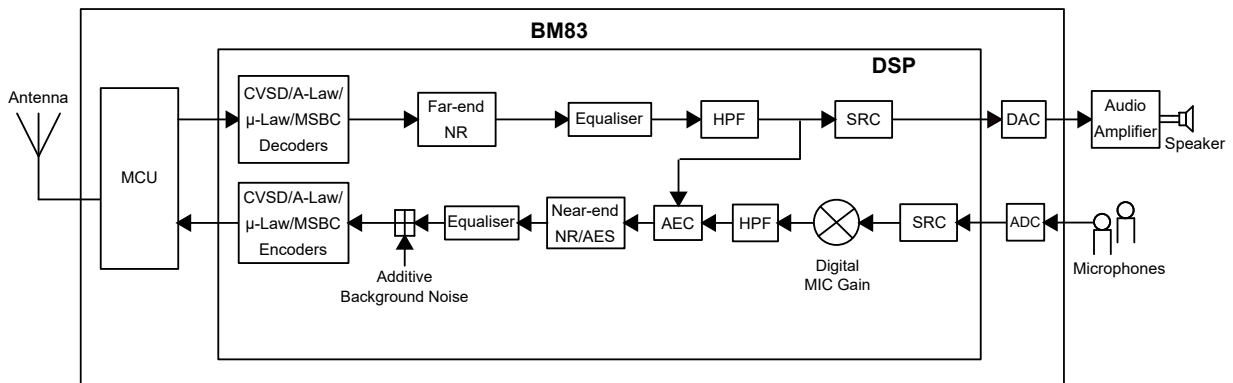 BM83
DSP
Antenna
MCU
CVSD/A-Law/
µ-Law/MSBC
Decoders
Far-end
NR
Equaliser
HPF
SRC
DAC
Audio
Amplifier
Speaker
CVSD/A-Law/
µ-Law/MSBC
Encoders
Additive
Background Noise
Equaliser
Near-end
NR/AES
AEC
HPF
Digital
MIC Gain
SRC
ADC
Microphones